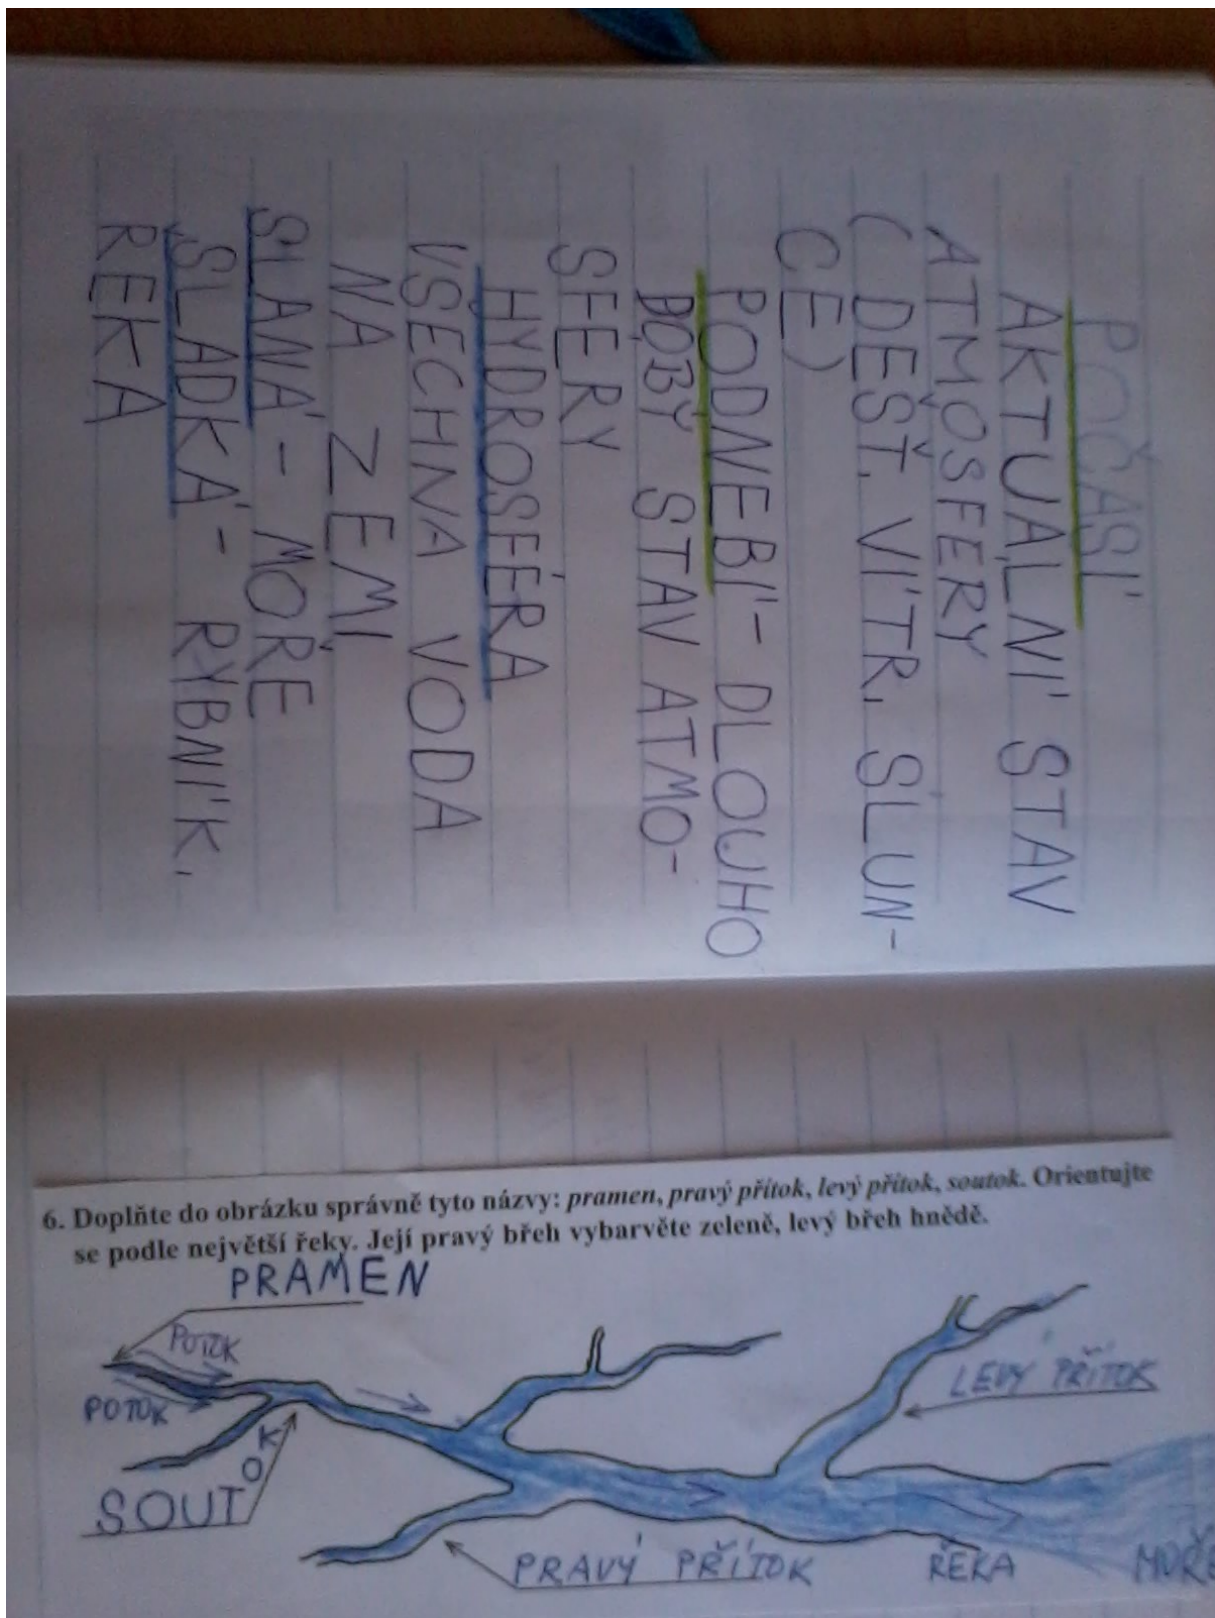 POČASÍ
AKTUÁLNÍ STAV
ATMOSFÉRY
(DÉŠŤ, VÍTR, SLUN-
CE)
PODNEBÍ - DLOUHO
DOBÝ STAV ATMO-
SFÉRY
HYDROSFÉRA
VŠECHNA VODA
NA ZEMI
SLANÁ - MOŘE
SLADKÁ - RYBNÍK,
ŘEKA
6. Doplňte do obrázku správně tyto názvy: pramen, pravý přítok, levý přítok, soutok. Orientujte
se podle největší řeky. Její pravý břeh vybarvěte zeleně, levý břeh hnědě.
PRAMEN
POTOK
POTOK
LEVÝ PŘÍTOK
SOUTOK
PRAVÝ PŘÍTOK
ŘEKA
MOŘE